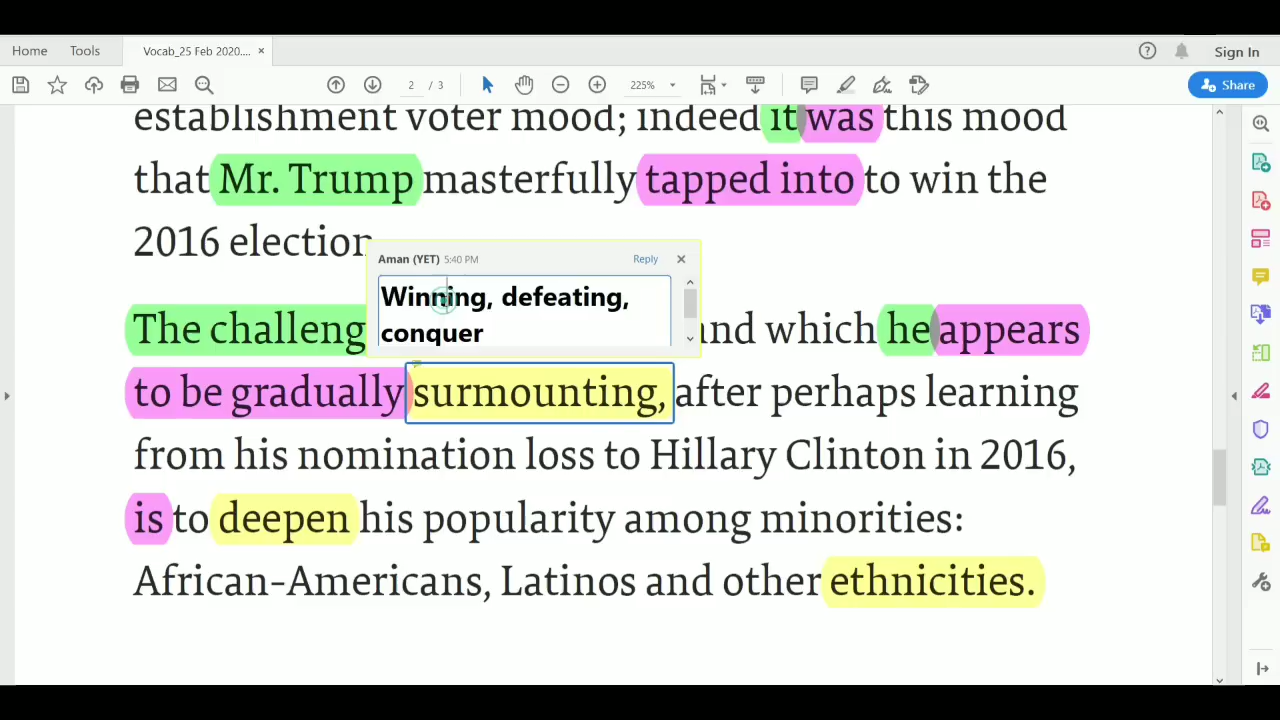 Home Tools Vocab_25 Feb 2020.... × Sign In
2 / 3 225% Share
establishment voter mood; indeed it was this mood
that Mr. Trump masterfully tapped into to win the
2016 election
Aman (YET) 5:40 PM Reply
Winning, defeating,
conquer
The challeng and which he appears
to be gradually surmounting, after perhaps learning
from his nomination loss to Hillary Clinton in 2016,
is to deepen his popularity among minorities:
African-Americans, Latinos and other ethnicities.